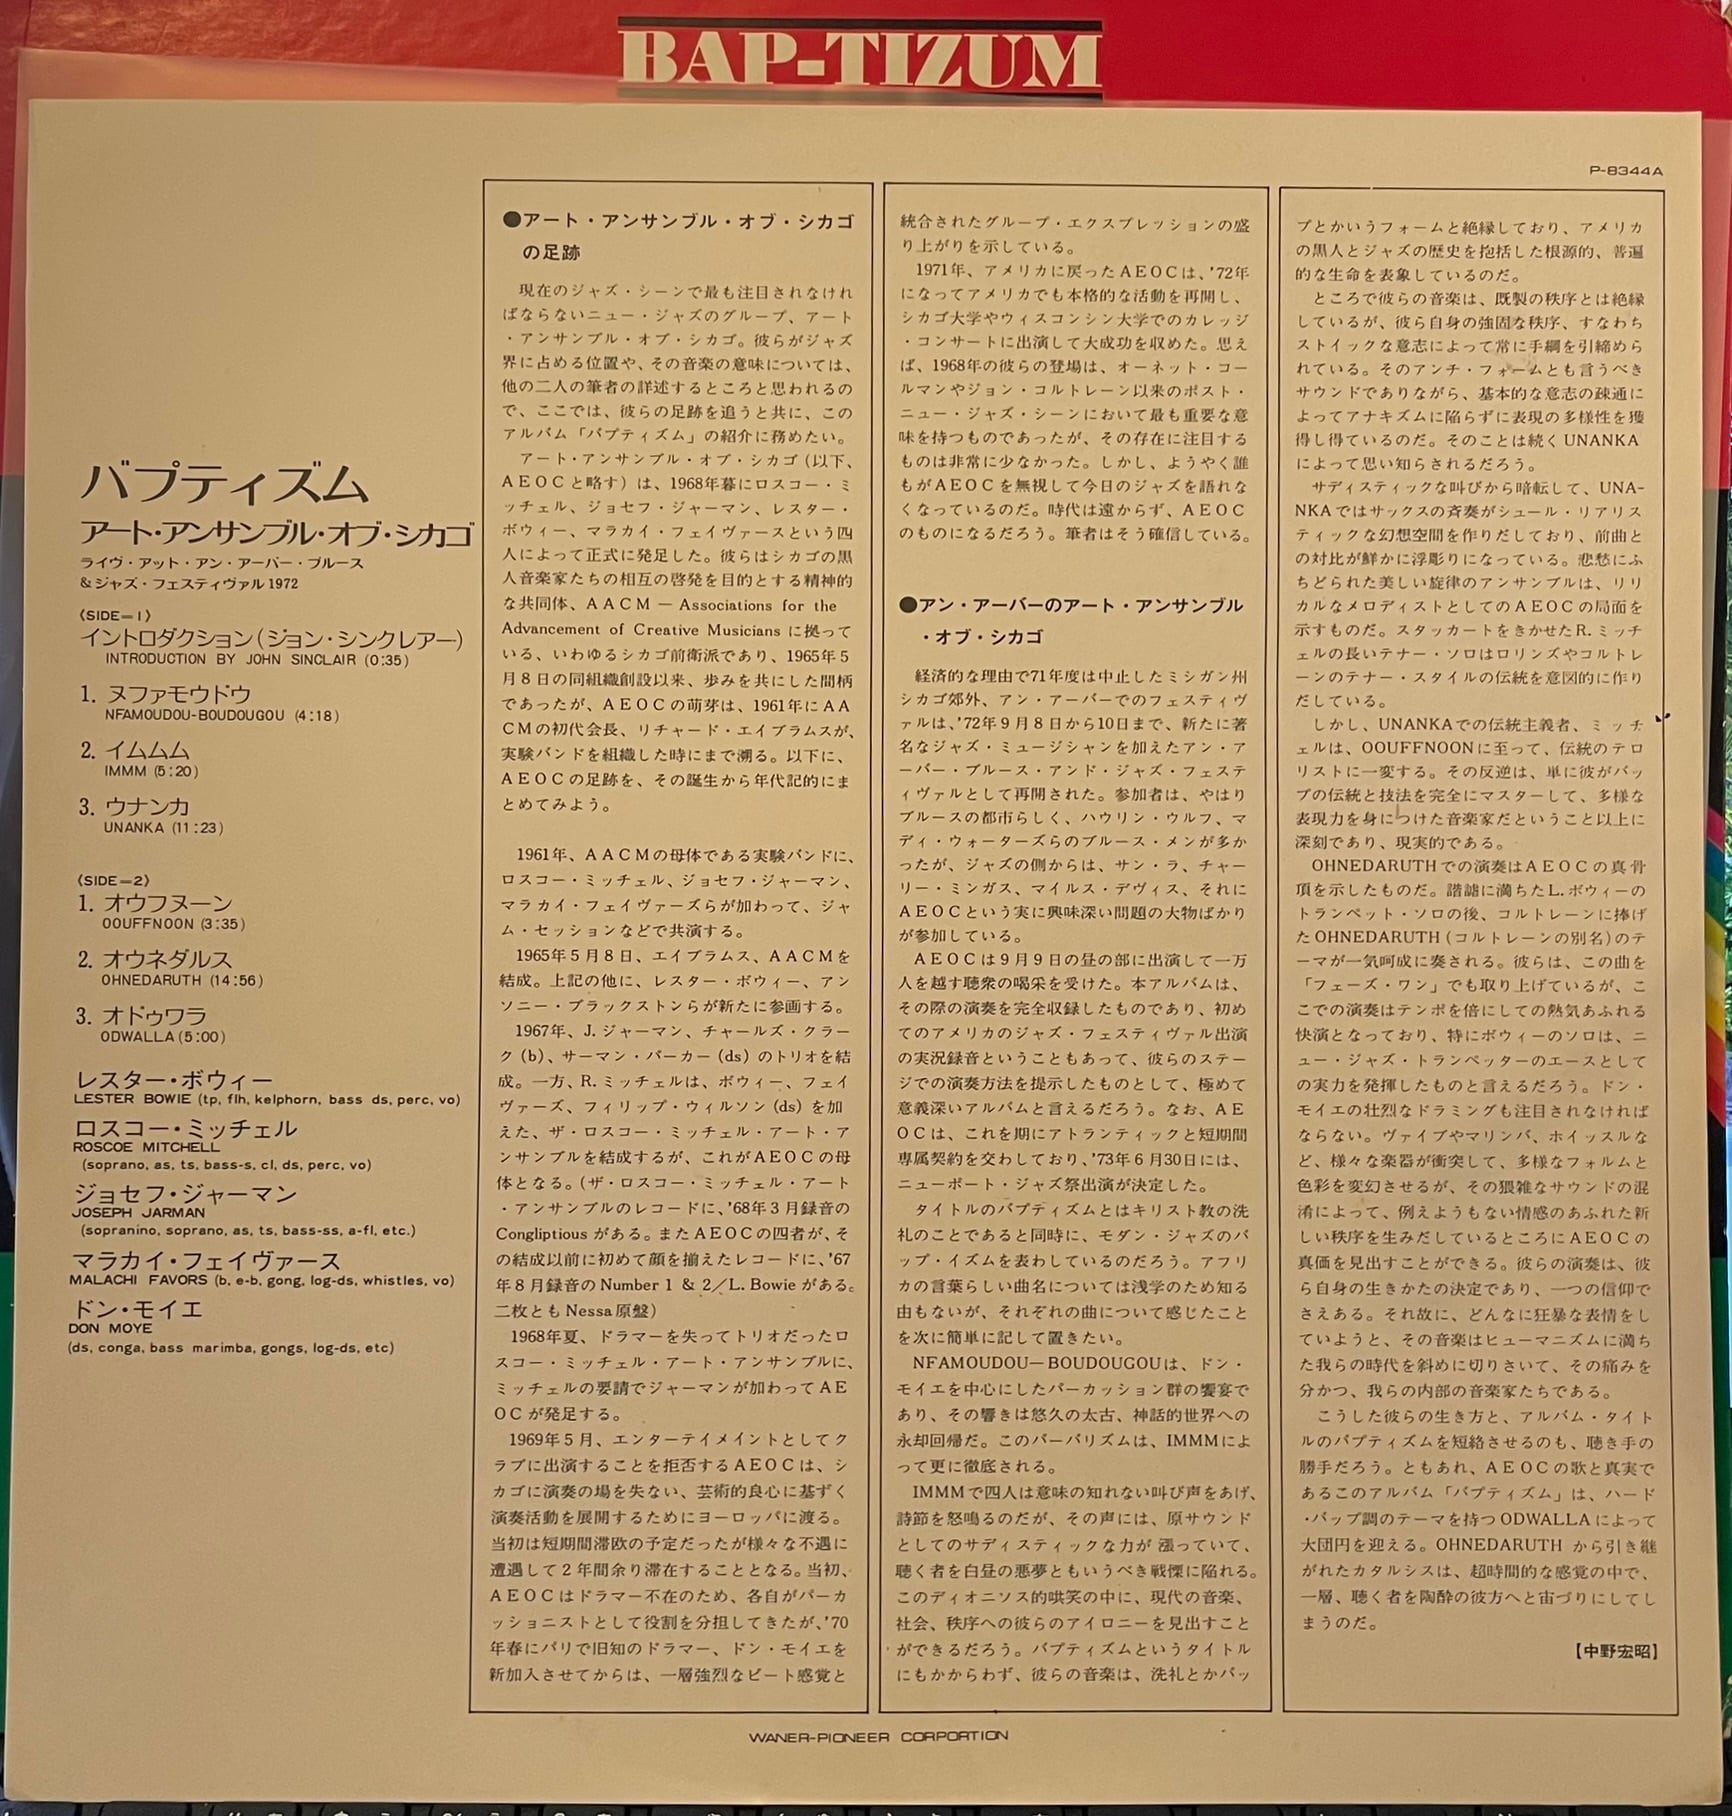 BAP-TIZUM
P-8344A
バプティズム
アート・アンサンブル・オブ・シカゴ
ライヴ・アット・アン・アーバー・ブルース
&ジャズ・フェスティヴァル1972
〈SIDE=1〉
イントロダクション(ジョン・シンクレアー)
INTRODUCTION BY JOHN SINCLAIR (0:35)
1. ヌファモウドウ
NFAMOUDOU-BOUDOUGOU (4:18)
2. イムムム
IMMM (5:20)
3. ウナンカ
UNANKA (11:23)
〈SIDE=2〉
1. オウフヌーン
OOUFFNOON (3:35)
2. オウネダルス
OHNEDARUTH (14:56)
3. オドゥワラ
ODWALLA (5:00)
レスター・ボウィー
LESTER BOWIE (tp, flh, kelphorn, bass ds, perc, vo)
ロスコー・ミッチェル
ROSCOE MITCHELL
(soprano, as, ts, bass-s, cl, ds, perc, vo)
ジョセフ・ジャーマン
JOSEPH JARMAN
(sopranino, soprano, as, ts, bass-ss, a-fl, etc.)
マラカイ・フェイヴァース
MALACHI FAVORS (b, e-b, gong, log-ds, whistles, vo)
ドン・モイエ
DON MOYE
(ds, conga, bass marimba, gongs, log-ds, etc)
●アート・アンサンブル・オブ・シカゴ
の足跡
現在のジャズ・シーンで最も注目されなけれ
ばならないニュー・ジャズのグループ、アート
・アンサンブル・オブ・シカゴ。彼らがジャズ
界に占める位置や、その音楽の意味については、
他の二人の筆者の詳述するところと思われるの
で、ここでは、彼らの足跡を追うと共に、この
アルバム「バプティズム」の紹介に務めたい。
アート・アンサンブル・オブ・シカゴ(以下、
AEOCと略す)は、1968年暮にロスコー・ミ
ッチェル、ジョセフ・ジャーマン、レスター・
ボウィー、マラカイ・フェイヴァースという四
人によって正式に発足した。彼らはシカゴの黒
人音楽家たちの相互の啓発を目的とする精神的
な共同体、AACM — Associations for the
Advancement of Creative Musicians に拠って
いる、いわゆるシカゴ前衛派であり、1965年5
月8日の同組織創設以来、歩みを共にした間柄
であったが、AEOCの萌芽は、1961年にAA
CMの初代会長、リチャード・エイブラムスが、
実験バンドを組織した時にまで溯る。以下に、
AEOCの足跡を、その誕生から年代記的にま
とめてみよう。
1961年、AACMの母体である実験バンドに、
ロスコー・ミッチェル、ジョセフ・ジャーマン、
マラカイ・フェイヴァーズらが加わって、ジャ
ム・セッションなどで共演する。
1965年5月8日、エイブラムス、AACMを
結成。上記の他に、レスター・ボウィー、アン
ソニー・ブラックストンらが新たに参画する。
1967年、J.ジャーマン、チャールズ・クラー
ク(b)、サーマン・バーカー(ds)のトリオを結
成。一方、R.ミッチェルは、ボウィー、フェイ
ヴァーズ、フィリップ・ウィルソン(ds)を加
えた、ザ・ロスコー・ミッチェル・アート・ア
ンサンブルを結成するが、これがAEOCの母
体となる。(ザ・ロスコー・ミッチェル・アート
・アンサンブルのレコードに、'68年3月録音の
Congliptiousがある。またAEOCの四者が、そ
の結成以前に初めて顔を揃えたレコードに、'67
年8月録音のNumber 1 & 2/L. Bowieがある。
二枚ともNessa原盤)
1968年夏、ドラマーを失ってトリオだったロ
スコー・ミッチェル・アート・アンサンブルに、
ミッチェルの要請でジャーマンが加わってAE
OCが発足する。
1969年5月、エンターテイメイントとしてク
ラブに出演することを拒否するAEOCは、シ
カゴに演奏の場を失ない、芸術的良心に基ずく
演奏活動を展開するためにヨーロッパに渡る。
当初は短期間滞欧の予定だったが様々な不遇に
遭遇して2年間余り滞在することとなる。当初、
AEOCはドラマー不在のため、各自がパーカ
ッショニストとして役割を分担してきたが、'70
年春にパリで旧知のドラマー、ドン・モイエを
新加入させてからは、一層強烈なビート感覚と
統合されたグループ・エクスプレッションの盛
り上がりを示している。
1971年、アメリカに戻ったAEOCは、'72年
になってアメリカでも本格的な活動を再開し、
シカゴ大学やウィスコンシン大学でのカレッジ
・コンサートに出演して大成功を収めた。思え
ば、1968年の彼らの登場は、オーネット・コー
ルマンやジョン・コルトレーン以来のポスト・
ニュー・ジャズ・シーンにおいて最も重要な意
味を持つものであったが、その存在に注目する
ものは非常に少なかった。しかし、ようやく誰
もがAEOCを無視して今日のジャズを語れな
くなっているのだ。時代は遠からず、AEOC
のものになるだろう。筆者はそう確信している。
●アン・アーバーのアート・アンサンブル
・オブ・シカゴ
経済的な理由で71年度は中止したミシガン州
シカゴ郊外、アン・アーバーでのフェスティヴ
ァルは、'72年9月8日から10日まで、新たに著
名なジャズ・ミュージシャンを加えたアン・ア
ーバー・ブルース・アンド・ジャズ・フェステ
ィヴァルとして再開された。参加者は、やはり
ブルースの都市らしく、ハウリン・ウルフ、マ
ディ・ウォーターズらのブルース・メンが多か
ったが、ジャズの側からは、サン・ラ、チャー
リー・ミンガス、マイルス・デヴィス、それに
AEOCという実に興味深い問題の大物ばかり
が参加している。
AEOCは9月9日の昼の部に出演して一万
人を越す聴衆の喝采を受けた。本アルバムは、
その際の演奏を完全収録したものであり、初め
てのアメリカのジャズ・フェスティヴァル出演
の実況録音ということもあって、彼らのステー
ジでの演奏方法を提示したものとして、極めて
意義深いアルバムと言えるだろう。なお、AE
OCは、これを期にアトランティックと短期間
専属契約を交わしており、'73年6月30日には、
ニューポート・ジャズ祭出演が決定した。
タイトルのバプティズムとはキリスト教の洗
礼のことであると同時に、モダン・ジャズのバ
ップ・イズムを表わしているのだろう。アフリ
カの言葉らしい曲名については浅学のため知る
由もないが、それぞれの曲について感じたこと
を次に簡単に記して置きたい。
NFAMOUDOU—BOUDOUGOUは、ドン・
モイエを中心にしたパーカッション群の饗宴で
あり、その響きは悠久の太古、神話的世界への
永却回帰だ。このバーバリズムは、IMMMによ
って更に徹底される。
IMMMで四人は意味の知れない叫び声をあげ、
詩節を怒鳴るのだが、その声には、原サウンド
としてのサディスティックな力が漲っていて、
聴く者を白昼の悪夢ともいうべき戦慄に陥れる。
このディオニソス的哄笑の中に、現代の音楽、
社会、秩序への彼らのアイロニーを見出すこと
ができるだろう。バプティズムというタイトル
にもかからわず、彼らの音楽は、洗礼とかバッ
プとかいうフォームと絶縁しており、アメリカ
の黒人とジャズの歴史を抱括した根源的、普遍
的な生命を表象しているのだ。
ところで彼らの音楽は、既製の秩序とは絶縁
しているが、彼ら自身の強固な秩序、すなわち
ストイックな意志によって常に手綱を引締めら
れている。そのアンチ・フォームとも言うべき
サウンドでありながら、基本的な意志の疎通に
よってアナキズムに陥らずに表現の多様性を獲
得し得ているのだ。そのことは続くUNANKA
によって思い知らされるだろう。
サディスティックな叫びから暗転して、UNA-
NKAではサックスの斉奏がシュール・リアリス
ティックな幻想空間を作りだしており、前曲と
の対比が鮮かに浮彫りになっている。悲愁にふ
ちどられた美しい旋律のアンサンブルは、リリ
カルなメロディストとしてのAEOCの局面を
示すものだ。スタッカートをきかせたR.ミッチ
ェルの長いテナー・ソロはロリンズやコルトレ
ーンのテナー・スタイルの伝統を意図的に作り
だしている。
しかし、UNANKAでの伝統主義者、ミッチ
ェルは、OOUFFNOONに至って、伝統のテロ
リストに一変する。その反逆は、単に彼がバッ
プの伝統と技法を完全にマスターして、多様な
表現力を身につけた音楽家だということ以上に
深刻であり、現実的である。
OHNEDARUTHでの演奏はAEOCの真骨
項を示したものだ。諧謔に満ちたL.ボウィーの
トランペット・ソロの後、コルトレーンに捧げ
たOHNEDARUTH(コルトレーンの別名)のテ
ーマが一気呵成に奏される。彼らは、この曲を
「フェーズ・ワン」でも取り上げているが、こ
こでの演奏はテンポを倍にしての熱気あふれる
快演となっており、特にボウィーのソロは、ニ
ュー・ジャズ・トランペッターのエースとして
の実力を発揮したものと言えるだろう。ドン・
モイエの壮烈なドラミングも注目されなければ
ならない。ヴァイブやマリンバ、ホイッスルな
ど、様々な楽器が衝突して、多様なフォルムと
色彩を変幻させるが、その猥雑なサウンドの混
淆によって、例えようもない情感のあふれた新
しい秩序を生みだしているところにAEOCの
真価を見出すことができる。彼らの演奏は、彼
ら自身の生きかたの決定であり、一つの信仰で
さえある。それ故に、どんなに狂暴な表情をし
ていようと、その音楽はヒューマニズムに満ち
た我らの時代を斜めに切りさいて、その痛みを
分かつ、我らの内部の音楽家たちである。
こうした彼らの生き方と、アルバム・タイト
ルのバプティズムを短絡させるのも、聴き手の
勝手だろう。ともあれ、AEOCの歌と真実で
あるこのアルバム「バプティズム」は、ハード
・バップ調のテーマを持つODWALLAによって
大団円を迎える。OHNEDARUTH から引き継
がれたカタルシスは、超時間的な感覚の中で、
一層、聴く者を陶酔の彼方へと宙づりにしてし
まうのだ。
【中野宏昭】
WANER-PIONEER CORPORATION